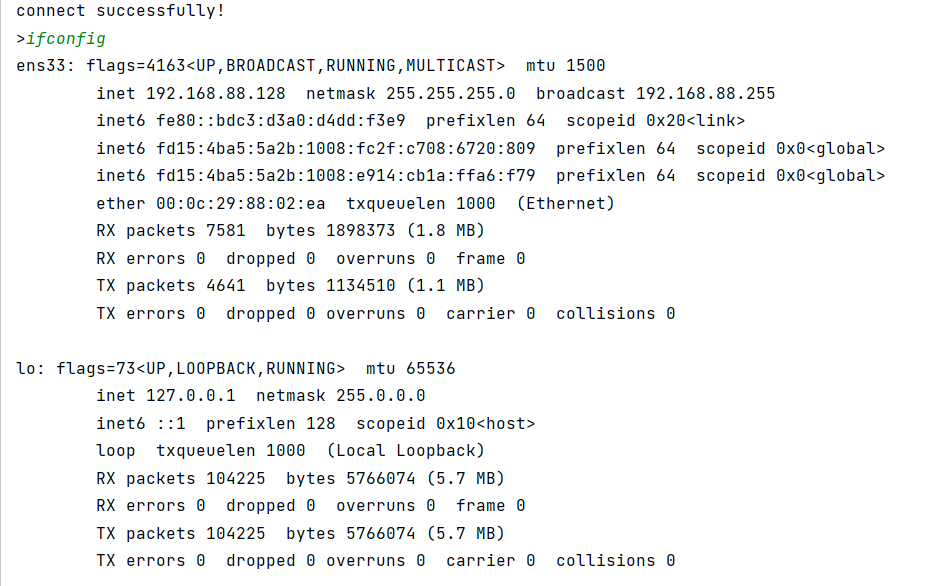 connect successfully!
>ifconfig
ens33: flags=4163<UP,BROADCAST,RUNNING,MULTICAST>  mtu 1500
        inet 192.168.88.128  netmask 255.255.255.0  broadcast 192.168.88.255
        inet6 fe80::bdc3:d3a0:d4dd:f3e9  prefixlen 64  scopeid 0x20<link>
        inet6 fd15:4ba5:5a2b:1008:fc2f:c708:6720:809  prefixlen 64  scopeid 0x0<global>
        inet6 fd15:4ba5:5a2b:1008:e914:cb1a:ffa6:f79  prefixlen 64  scopeid 0x0<global>
        ether 00:0c:29:88:02:ea  txqueuelen 1000  (Ethernet)
        RX packets 7581  bytes 1898373 (1.8 MB)
        RX errors 0  dropped 0  overruns 0  frame 0
        TX packets 4641  bytes 1134510 (1.1 MB)
        TX errors 0  dropped 0 overruns 0  carrier 0  collisions 0

lo: flags=73<UP,LOOPBACK,RUNNING>  mtu 65536
        inet 127.0.0.1  netmask 255.0.0.0
        inet6 ::1  prefixlen 128  scopeid 0x10<host>
        loop  txqueuelen 1000  (Local Loopback)
        RX packets 104225  bytes 5766074 (5.7 MB)
        RX errors 0  dropped 0  overruns 0  frame 0
        TX packets 104225  bytes 5766074 (5.7 MB)
        TX errors 0  dropped 0 overruns 0  carrier 0  collisions 0